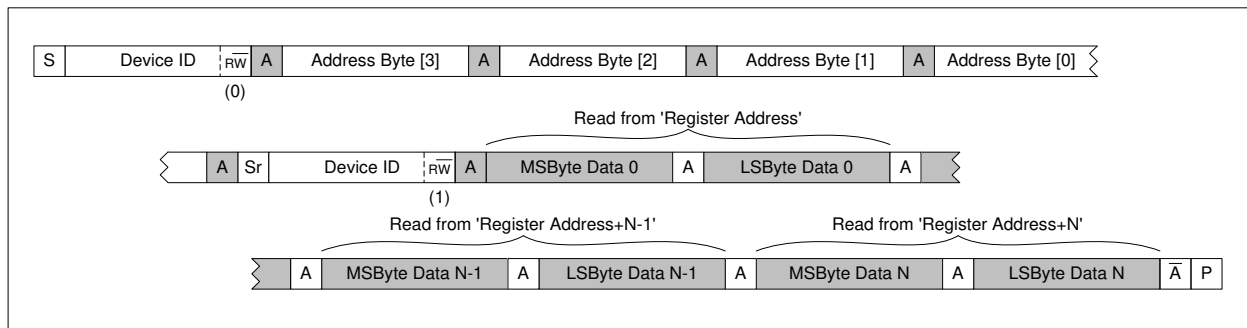 S Device ID RW̅ A Address Byte [3] A Address Byte [2] A Address Byte [1] A Address Byte [0]
(0)
Read from 'Register Address'
A Sr Device ID RW̅ A MSByte Data 0 A LSByte Data 0 A
(1)
Read from 'Register Address+N-1' Read from 'Register Address+N'
A MSByte Data N-1 A LSByte Data N-1 A MSByte Data N A LSByte Data N A̅ P